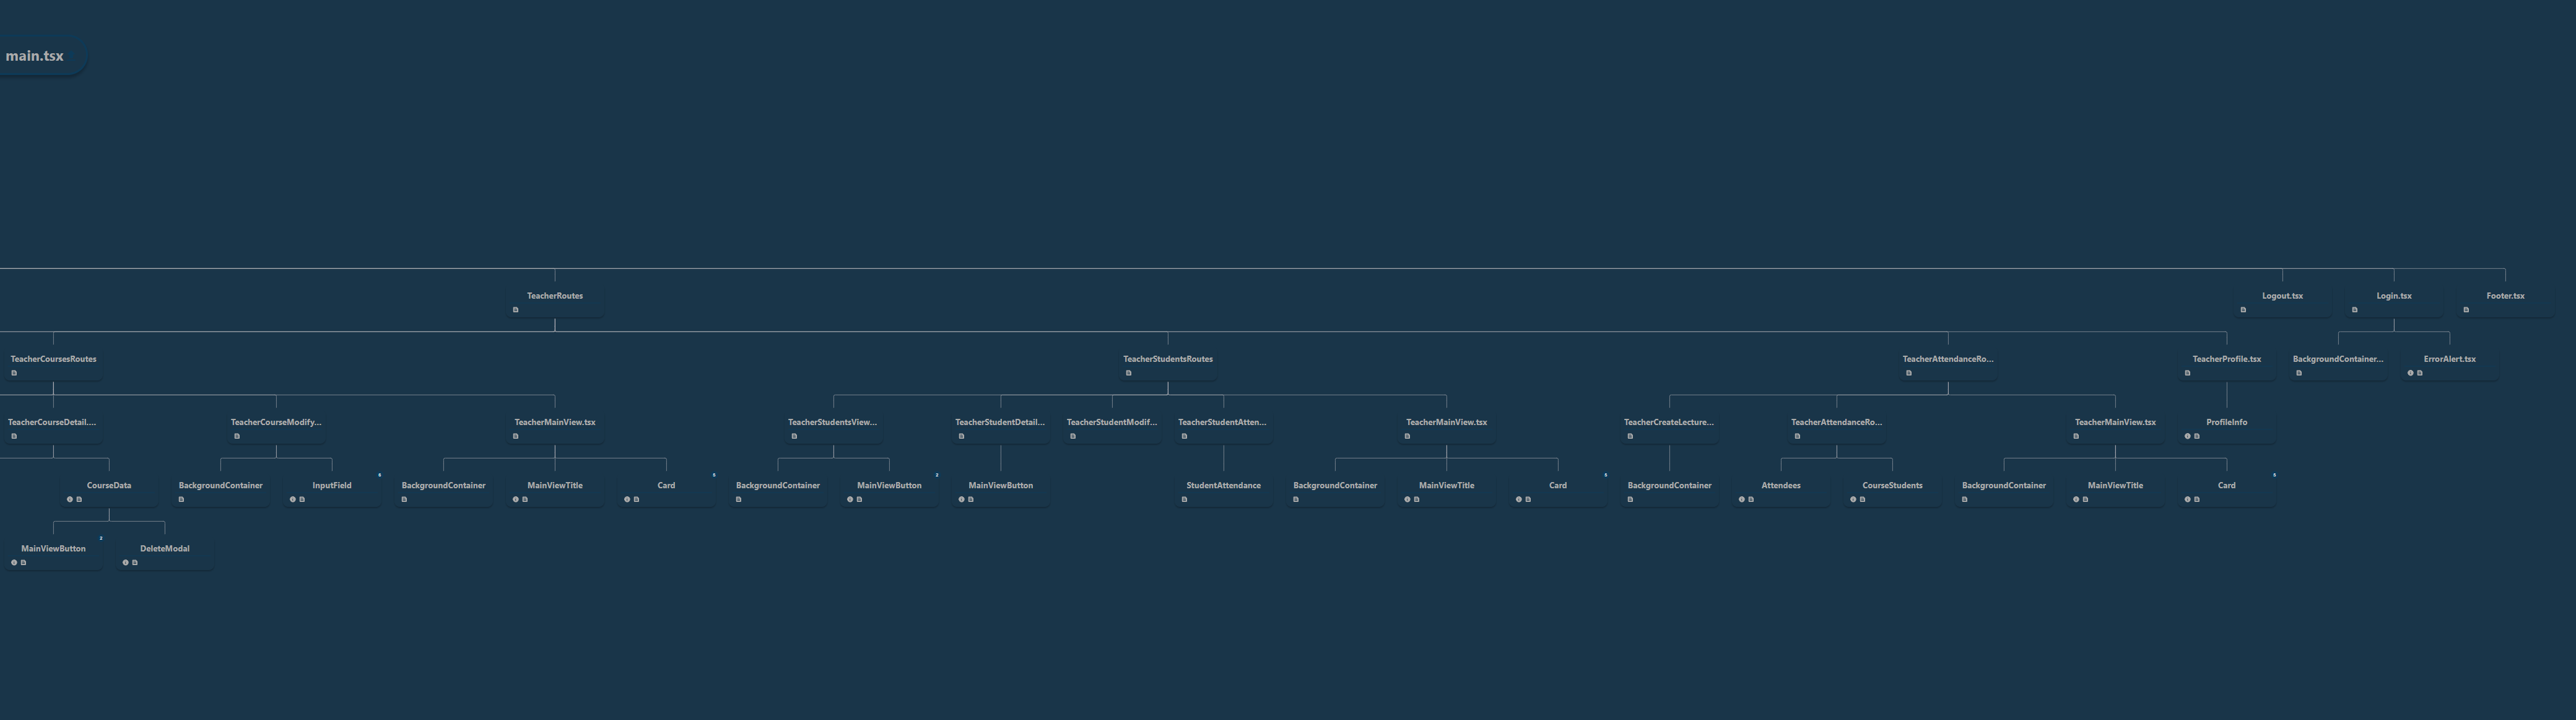 main.tsx
TeacherRoutes
Logout.tsx
Login.tsx
Footer.tsx
TeacherCoursesRoutes
TeacherStudentsRoutes
TeacherAttendanceRo...
TeacherProfile.tsx
BackgroundContainer...
ErrorAlert.tsx
TeacherCourseDetail....
TeacherCourseModify...
TeacherMainView.tsx
TeacherStudentsView...
TeacherStudentDetail...
TeacherStudentModif...
TeacherStudentAtten...
TeacherMainView.tsx
TeacherCreateLecture...
TeacherAttendanceRo...
TeacherMainView.tsx
ProfileInfo
CourseData
BackgroundContainer
InputField
BackgroundContainer
MainViewTitle
Card
BackgroundContainer
MainViewButton
2
MainViewButton
StudentAttendance
BackgroundContainer
MainViewTitle
Card
BackgroundContainer
Attendees
CourseStudents
BackgroundContainer
MainViewTitle
Card
MainViewButton
2
DeleteModal